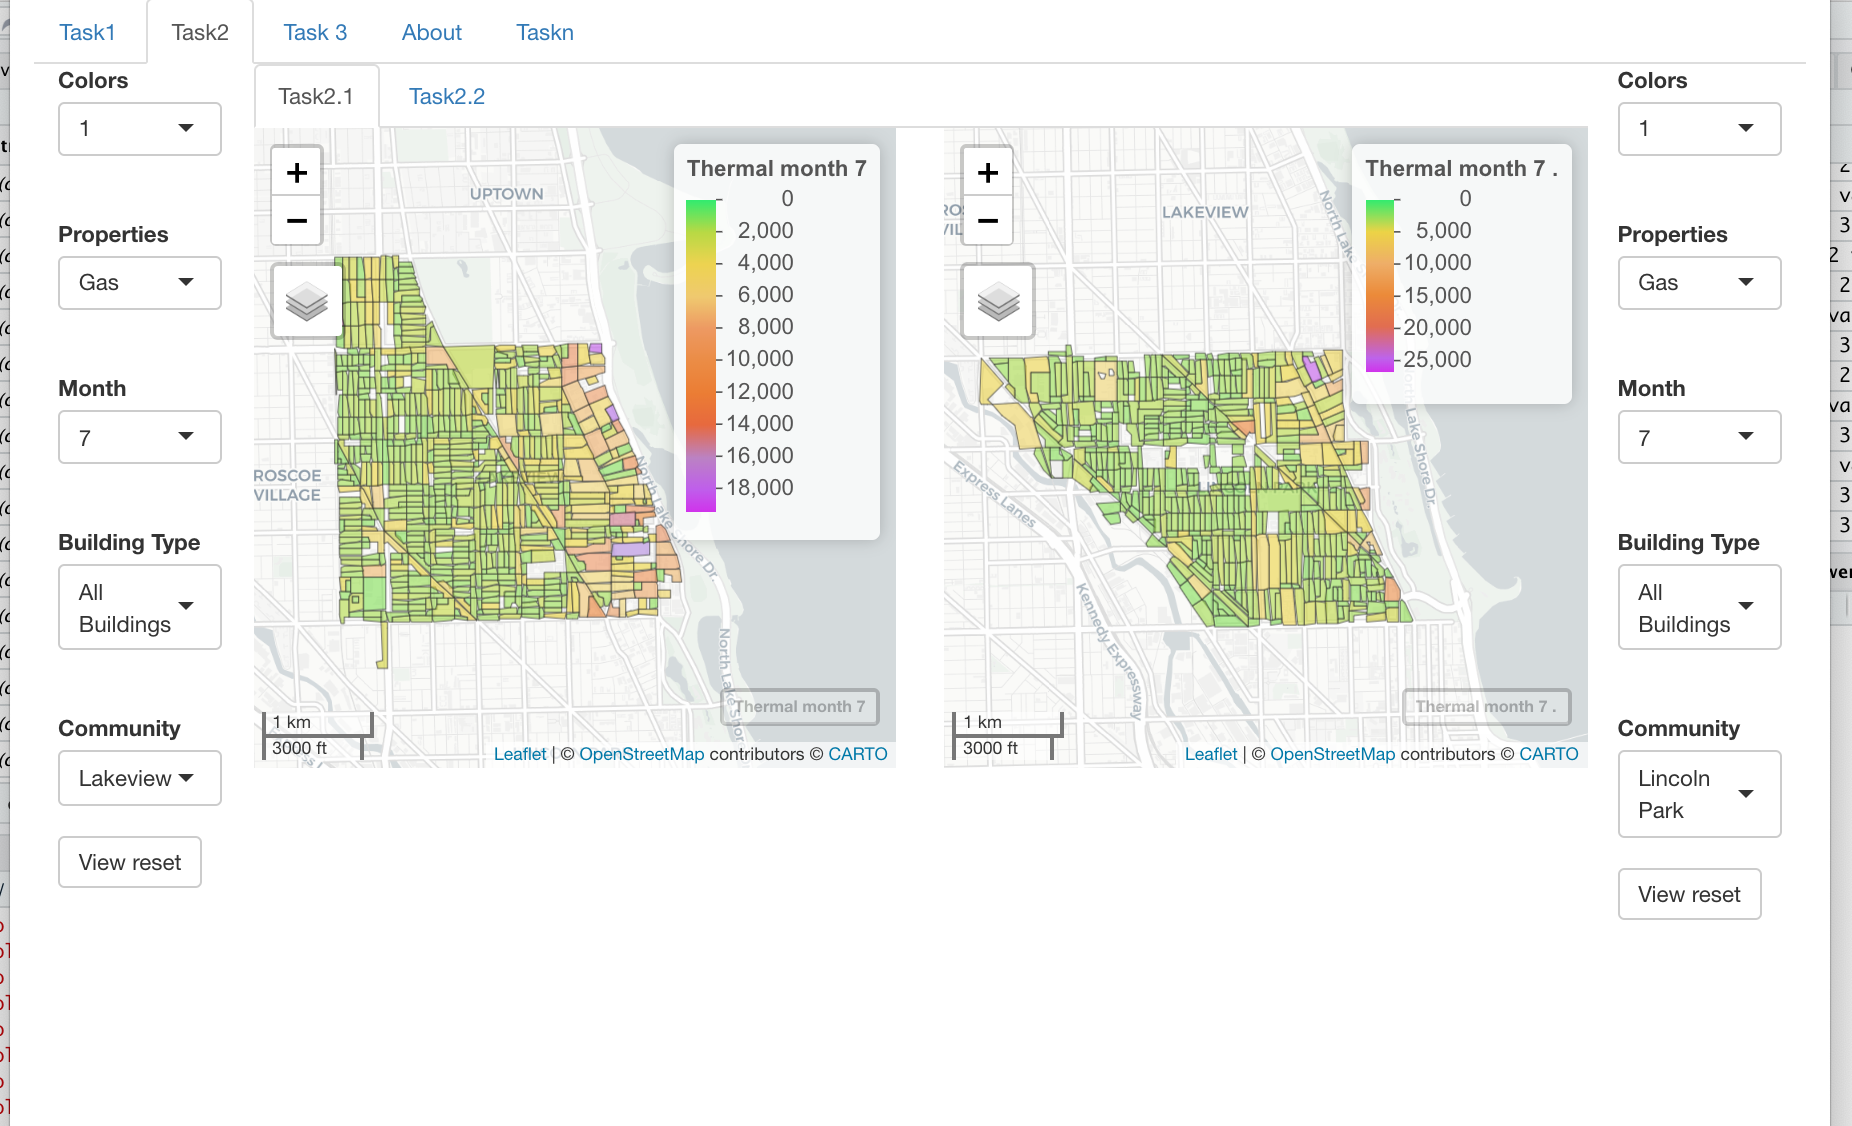 Task1
Task2
Task 3
About
Taskn
Colors
1
Properties
Gas
Month
7
Building Type
All
Buildings
Community
Lakeview
View reset
Task2.1
Task2.2
+
−
UPTOWN
ROSCOE
VILLAGE
North Lake Shore Dr.
Thermal month 7
0
2,000
4,000
6,000
8,000
10,000
12,000
14,000
16,000
18,000
Thermal month 7
1 km
3000 ft
Leaflet | © OpenStreetMap contributors © CARTO
+
−
LAKEVIEW
Express Lanes
Kennedy Expressway
North Lake Shore Dr.
Thermal month 7 .
0
5,000
10,000
15,000
20,000
25,000
Thermal month 7 .
1 km
3000 ft
Leaflet | © OpenStreetMap contributors © CARTO
Colors
1
Properties
Gas
Month
7
Building Type
All
Buildings
Community
Lincoln
Park
View reset